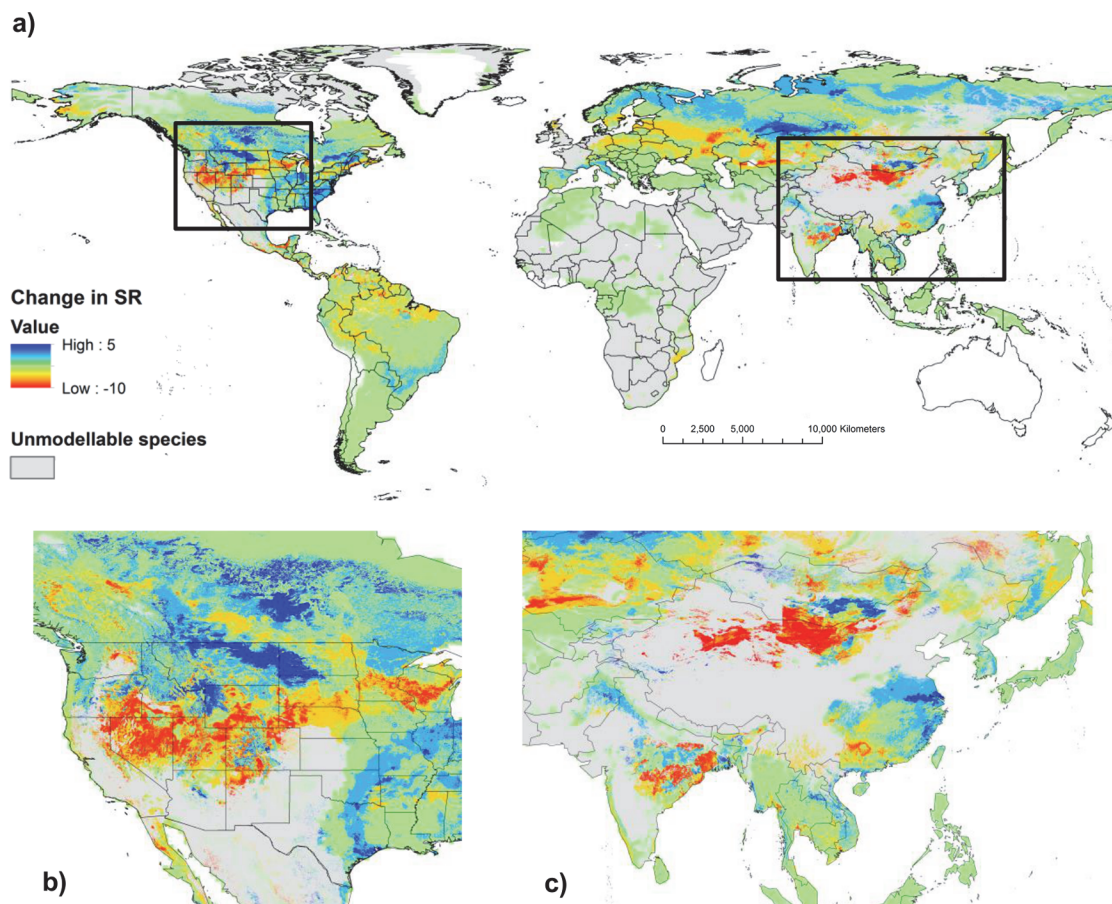 a)
Change in SR
Value
High : 5
Low : -10
Unmodellable species
0 2,500 5,000 10,000 Kilometers
b)
c)